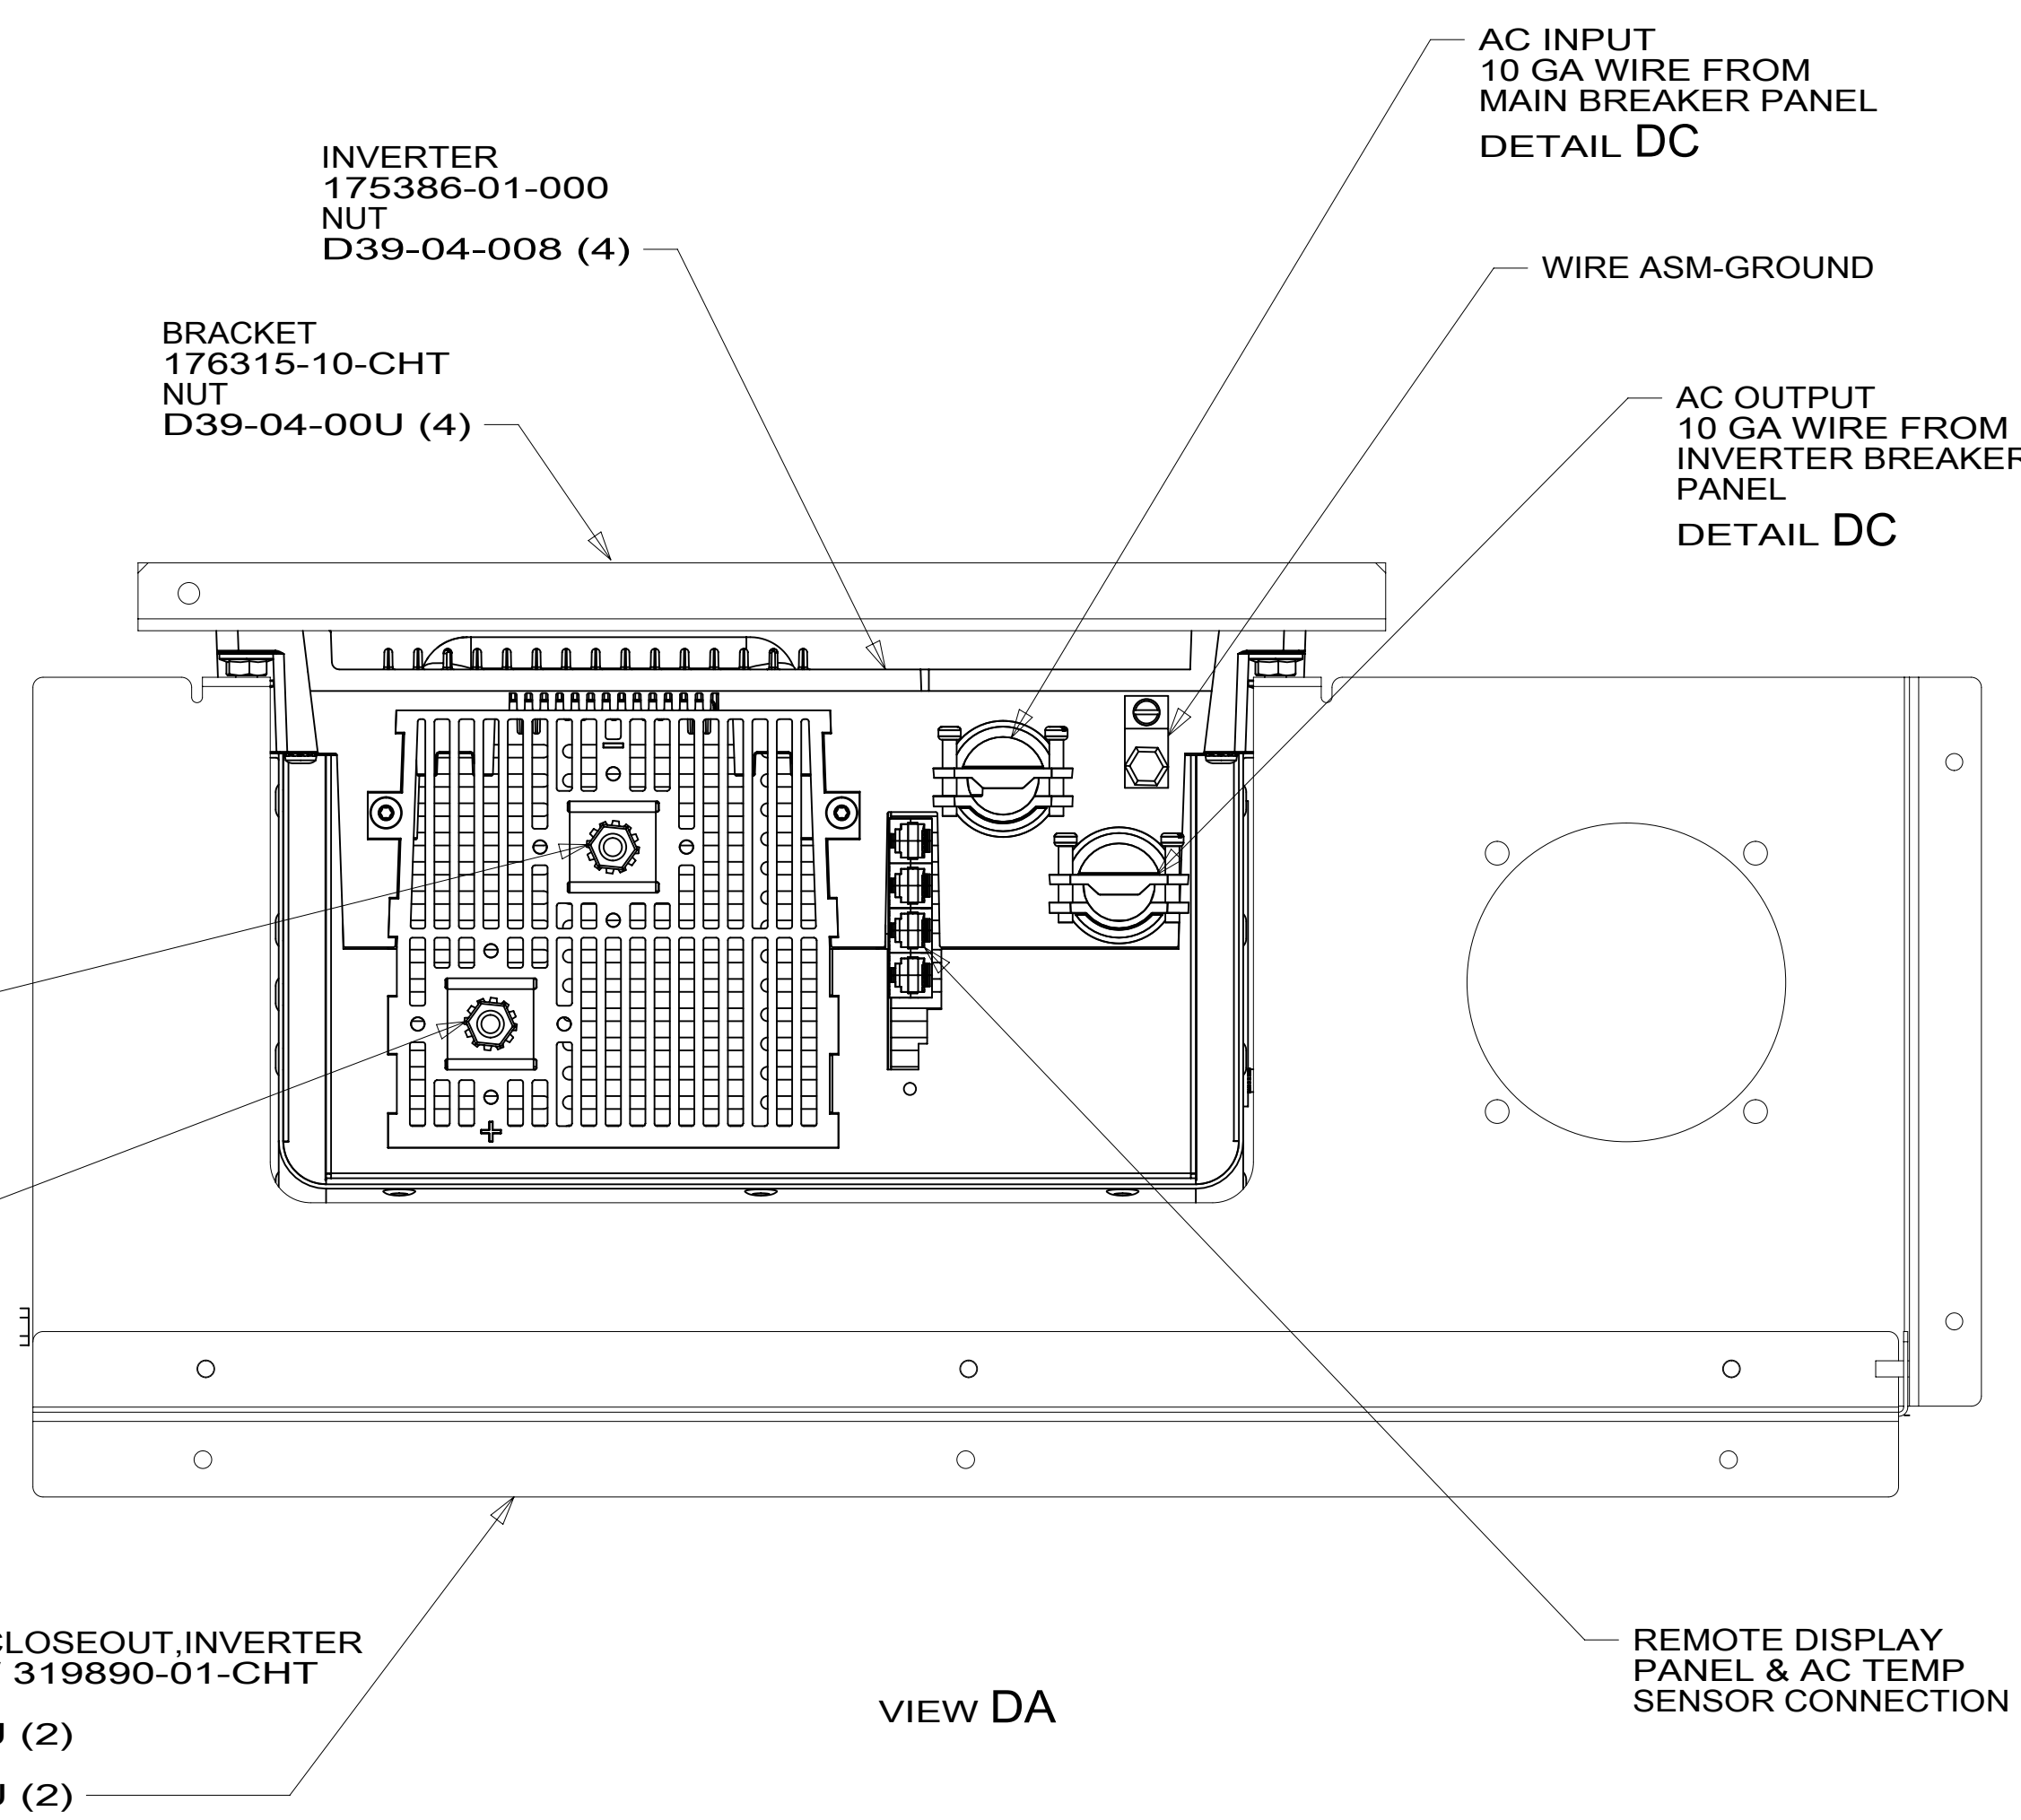 AC INPUT
10 GA WIRE FROM
MAIN BREAKER PANEL
DETAIL DC
INVERTER
175386-01-000
NUT
D39-04-008 (4)
WIRE ASM-GROUND
BRACKET
176315-10-CHT
NUT
D39-04-00U (4)
AC OUTPUT
10 GA WIRE FROM
INVERTER BREAKER
PANEL
DETAIL DC
CLOSEOUT,INVERTER
319890-01-CHT
(2)
(2)
VIEW DA
REMOTE DISPLAY
PANEL & AC TEMP
SENSOR CONNECTION